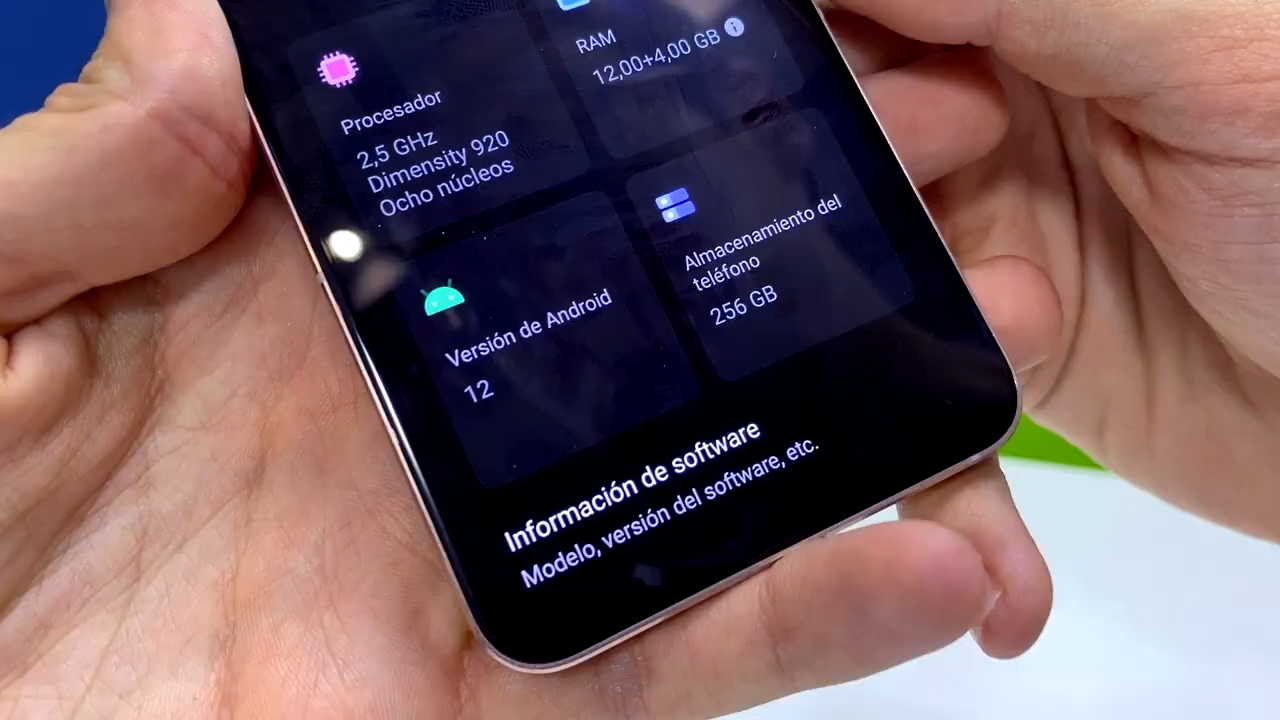 Procesador
2,5 GHz
Dimensity 920
Ocho núcleos
RAM
12,00+4,00 GB
Versión de Android
12
Almacenamiento del
teléfono
256 GB
Información de software
Modelo, versión del software, etc.